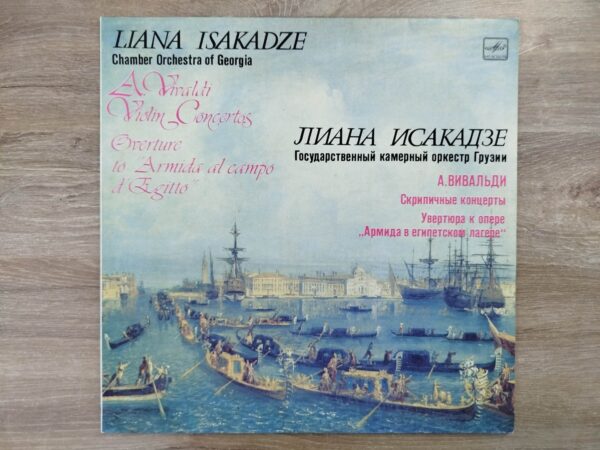 LIANA ISAKADZE
Chamber Orchestra of Georgia
A. Vivaldi
Violin Concertos
Overture
to "Armida al campo
d'Egitto"
ЛИАНА ИСАКАДЗЕ
Государственный камерный оркестр Грузии
А.ВИВАЛЬДИ
Скрипичные концерты
Увертюра к опере
„Армида в египетском лагере“